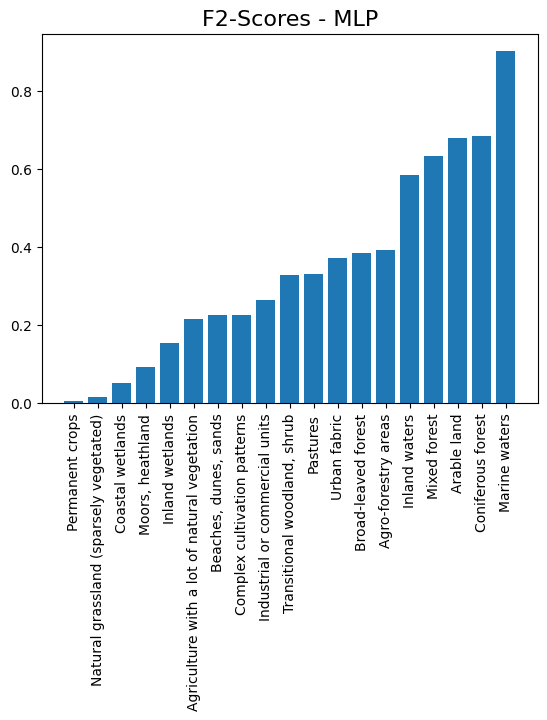 F2-Scores - MLP
0.8
0.6
0.4
0.2
0.0
Permanent crops
Natural grassland (sparsely vegetated)
Coastal wetlands
Moors, heathland
Inland wetlands
Agriculture with a lot of natural vegetation
Beaches, dunes, sands
Complex cultivation patterns
Industrial or commercial units
Transitional woodland, shrub
Pastures
Urban fabric
Broad-leaved forest
Agro-forestry areas
Inland waters
Mixed forest
Arable land
Coniferous forest
Marine waters